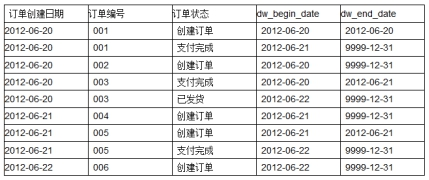 订单创建日期 订单编号 订单状态 dw_begin_date dw_end_date
2012-06-20 001 创建订单 2012-06-20 2012-06-20
2012-06-20 001 支付完成 2012-06-21 9999-12-31
2012-06-20 002 创建订单 2012-06-20 9999-12-31
2012-06-20 003 支付完成 2012-06-20 2012-06-21
2012-06-20 003 已发货 2012-06-22 9999-12-31
2012-06-21 004 创建订单 2012-06-21 9999-12-31
2012-06-21 005 创建订单 2012-06-21 2012-06-21
2012-06-21 005 支付完成 2012-06-22 9999-12-31
2012-06-22 006 创建订单 2012-06-22 9999-12-31